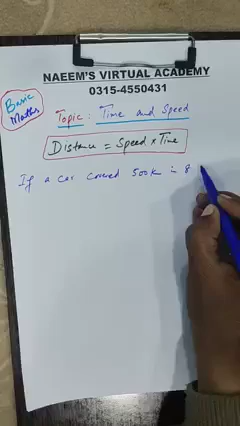 NAEEM'S VIRTUAL ACADEMY
0315-4550431
Basic
Maths
Topic: Time and Speed
Distance = Speed × Time
If a car covered 500k in 8